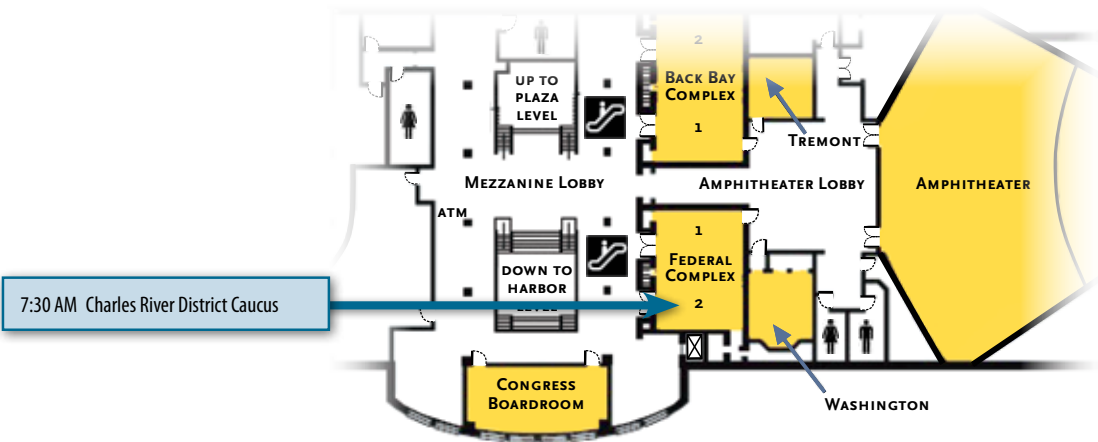 2
BACK BAY
COMPLEX
1
UP TO
PLAZA
LEVEL
TREMONT
MEZZANINE LOBBY
AMPHITHEATER LOBBY
AMPHITHEATER
ATM
1
FEDERAL
COMPLEX
2
DOWN TO
HARBOR
LEVEL
7:30 AM Charles River District Caucus
CONGRESS
BOARDROOM
WASHINGTON